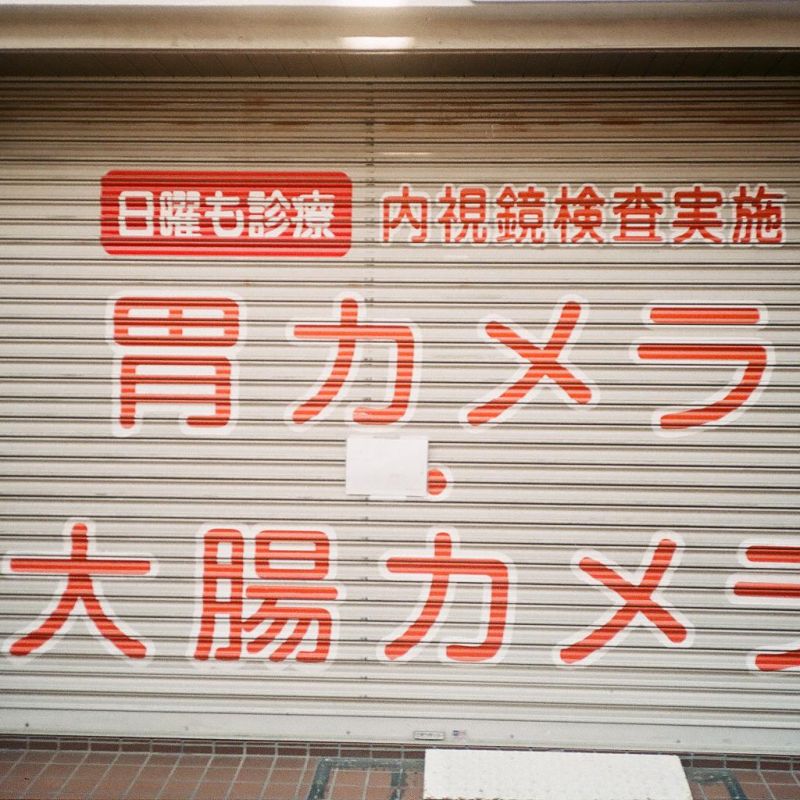 日曜も診療 内視鏡検査実施
胃カメラ
・
大腸カメラ